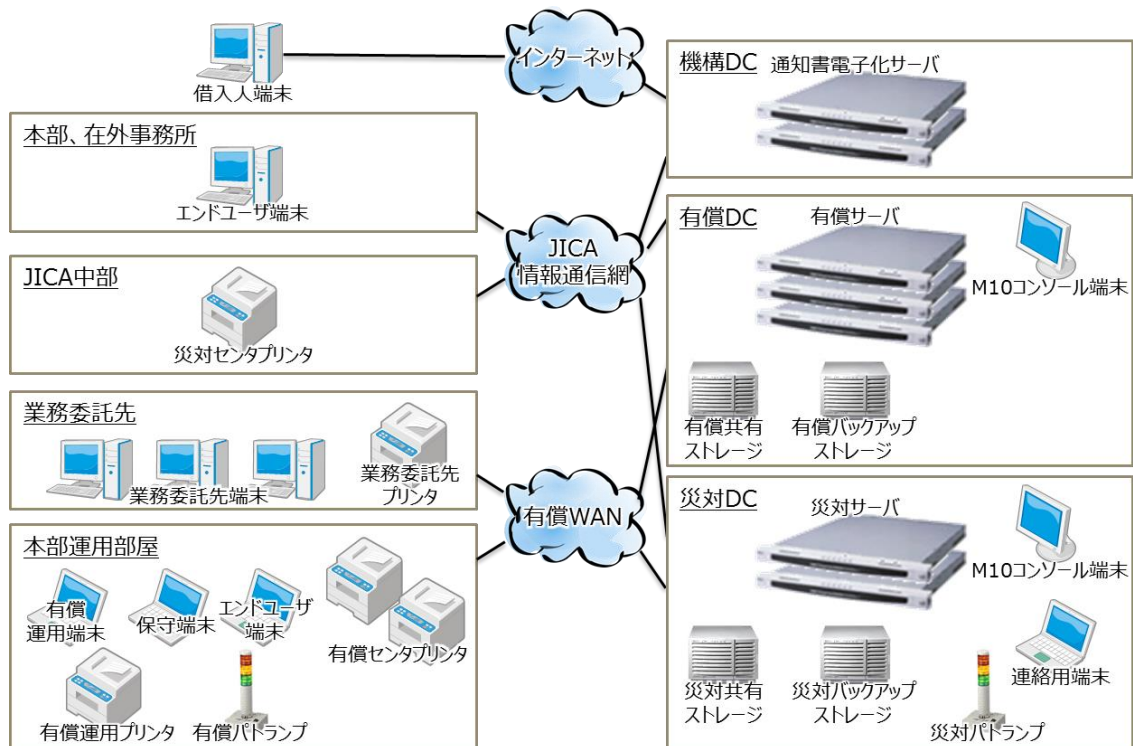 借入人端末
インターネット
機構DC
通知書電子化サーバ
本部、在外事務所
エンドユーザ端末
JICA
情報通信網
有償DC
有償サーバ
M10コンソール端末
有償共有
ストレージ
有償バックアップ
ストレージ
JICA中部
災対センタプリンタ
業務委託先
業務委託先端末
業務委託先
プリンタ
有償WAN
災対DC
災対サーバ
M10コンソール端末
災対共有
ストレージ
災対バックアップ
ストレージ
連絡用端末
災対パトランプ
本部運用部屋
有償
運用端末
保守端末
エンドユーザ
端末
有償センタプリンタ
有償運用プリンタ
有償パトランプ